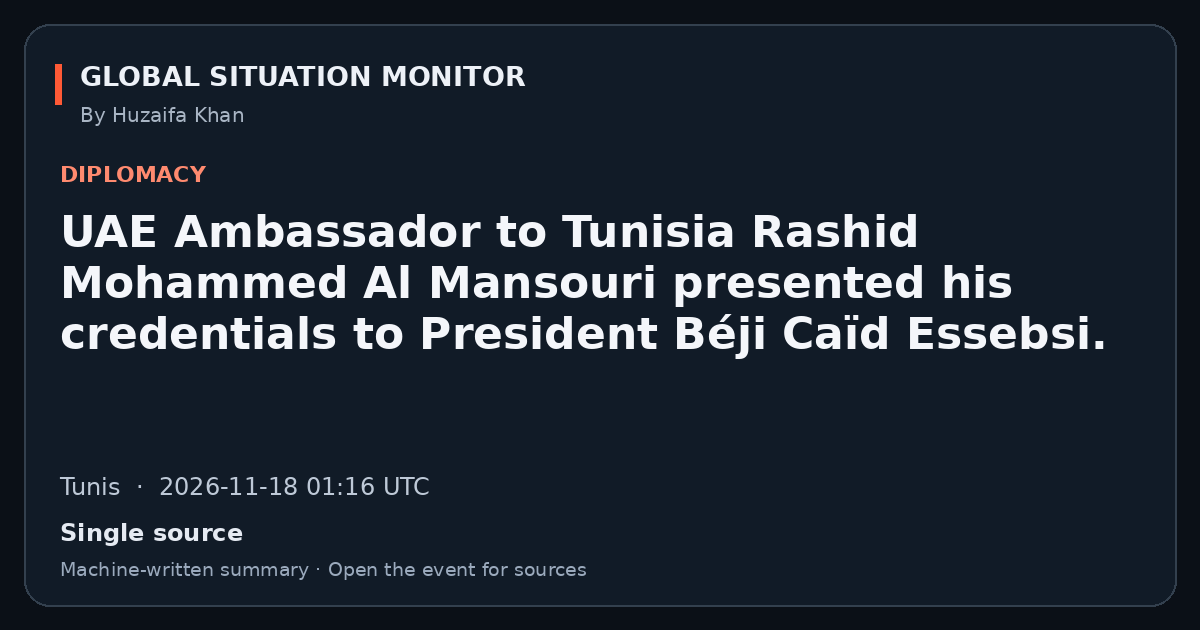 GLOBAL SITUATION MONITOR
By Huzaifa Khan
DIPLOMACY
UAE Ambassador to Tunisia Rashid
Mohammed Al Mansouri presented his
credentials to President Béji Caïd Essebsi.
Tunis · 2026-11-18 01:16 UTC
Single source
Machine-written summary · Open the event for sources